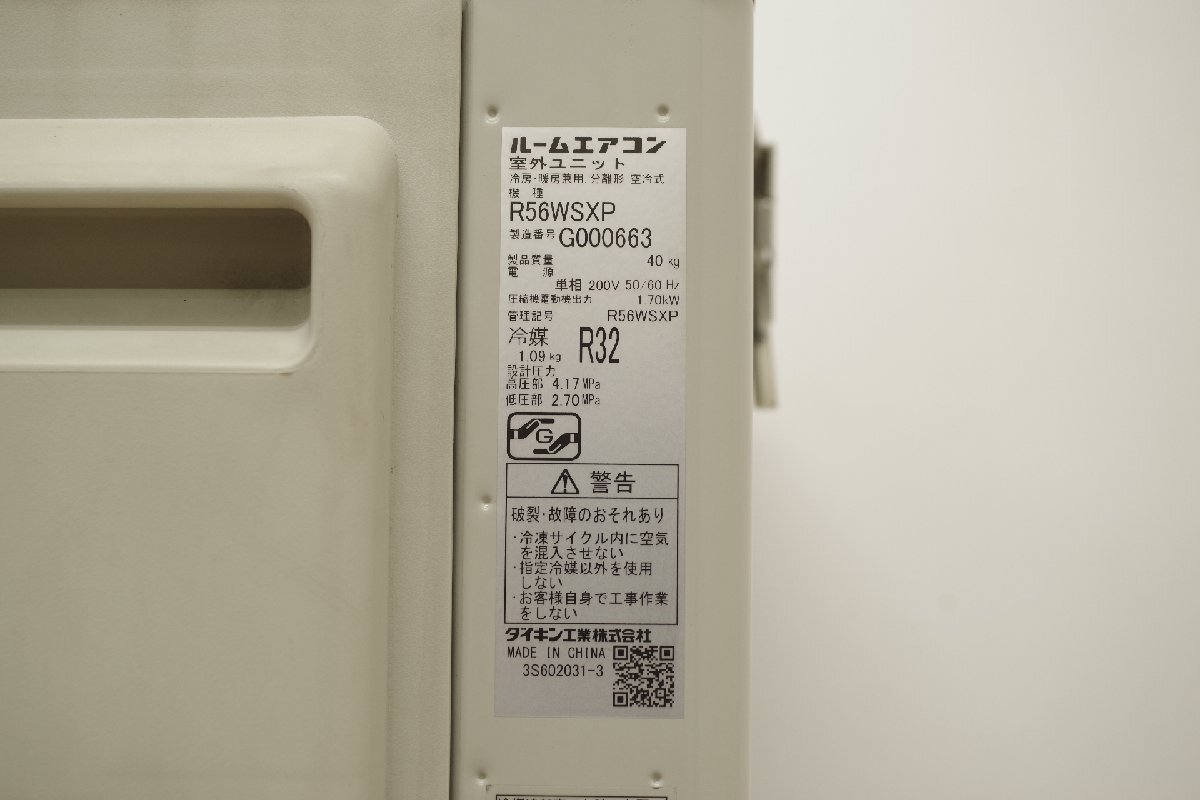 ルームエアコン
室外ユニット
冷房・暖房兼用．分離形 空冷式
機 種
R56WSXP
製造番号 G000663
製品質量 40 kg
電 源
単相 200V 50/60 Hz
圧縮機電動機出力 1.70kW
管理記号 R56WSXP
冷媒 R32
1.09 kg
設計圧力
高圧部 4.17 MPa
低圧部 2.70 MPa
G
警告
破裂・故障のおそれあり
・冷凍サイクル内に空気
を混入させない
・指定冷媒以外を使用
しない
・お客様自身で工事作業
をしない
ダイキン工業株式会社
MADE IN CHINA
3S602031-3